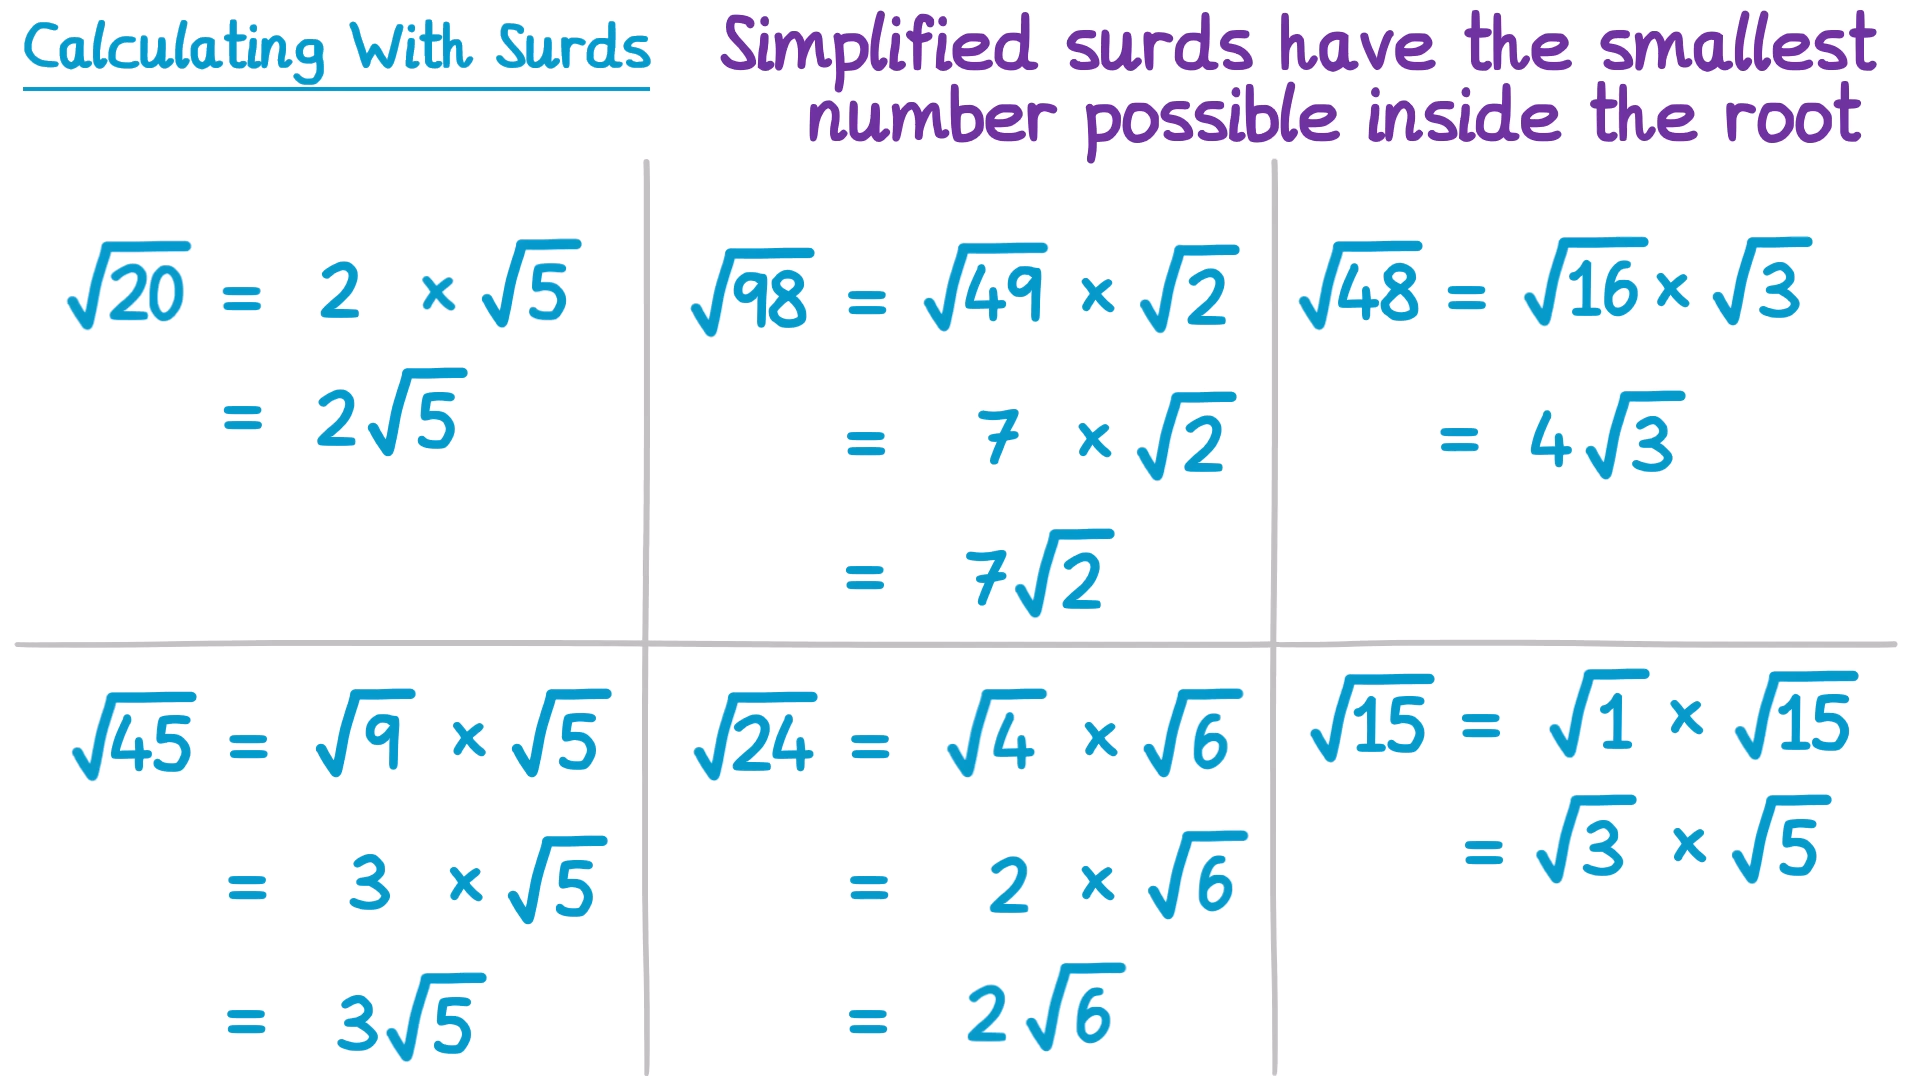 Calculating With Surds
Simplified surds have the smallest
number possible inside the root
√20 = 2 × √5
= 2√5
√98 = √49 × √2
= 7 × √2
= 7√2
√48 = √16 × √3
= 4√3
√45 = √9 × √5
= 3 × √5
= 3√5
√24 = √4 × √6
= 2 × √6
= 2√6
√15 = √1 × √15
= √3 × √5